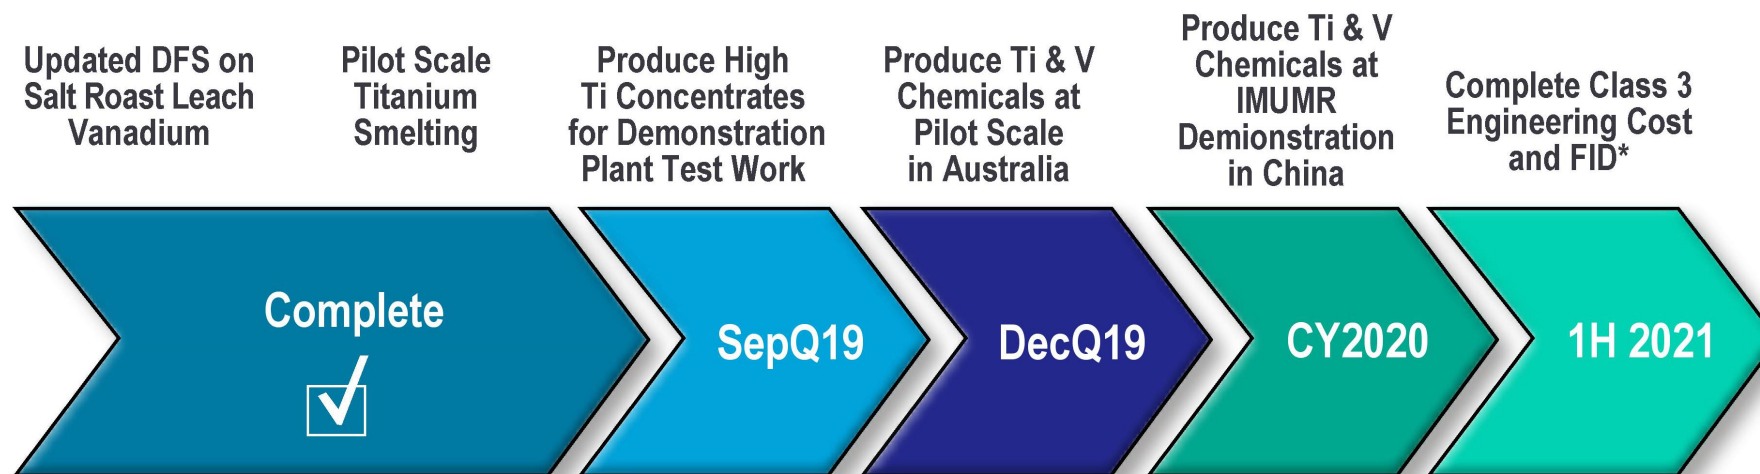 Updated DFS on
Salt Roast Leach
Vanadium
Pilot Scale
Titanium
Smelting
Produce High
Ti Concentrates
for Demonstration
Plant Test Work
Produce Ti & V
Chemicals at
Pilot Scale
in Australia
Produce Ti & V
Chemicals at
IMUMR
Demionstration
in China
Complete Class 3
Engineering Cost
and FID*
Complete
SepQ19
DecQ19
CY2020
1H 2021